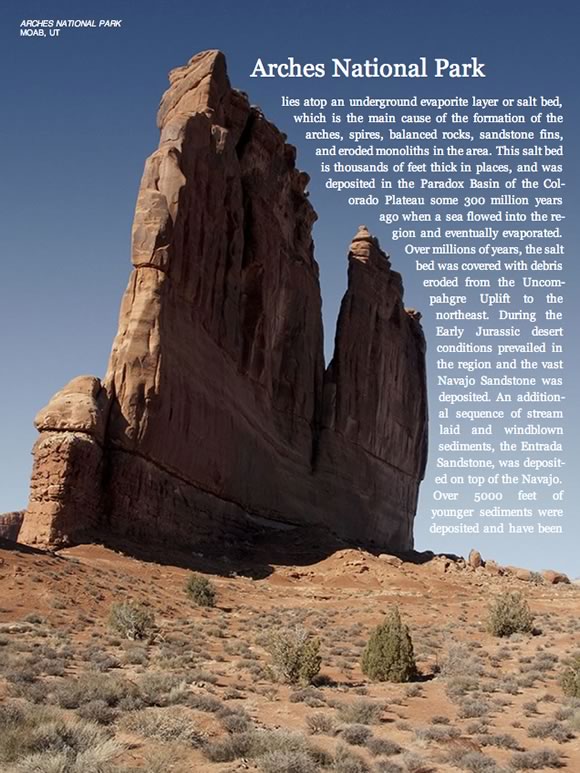 ARCHES NATIONAL PARK
MOAB, UT
Arches National Park
lies atop an underground evaporite layer or salt bed,
which is the main cause of the formation of the
arches, spires, balanced rocks, sandstone fins,
and eroded monoliths in the area. This salt bed
is thousands of feet thick in places, and was
deposited in the Paradox Basin of the Col-
orado Plateau some 300 million years
ago when a sea flowed into the re-
gion and eventually evaporated.
Over millions of years, the salt
bed was covered with debris
eroded from the Uncom-
pahgre Uplift to the
northeast. During the
Early Jurassic desert
conditions prevailed in
the region and the vast
Navajo Sandstone was
deposited. An addition-
al sequence of stream
laid and windblown
sediments, the Entrada
Sandstone, was deposit-
ed on top of the Navajo.
Over 5000 feet of
younger sediments were
deposited and have been